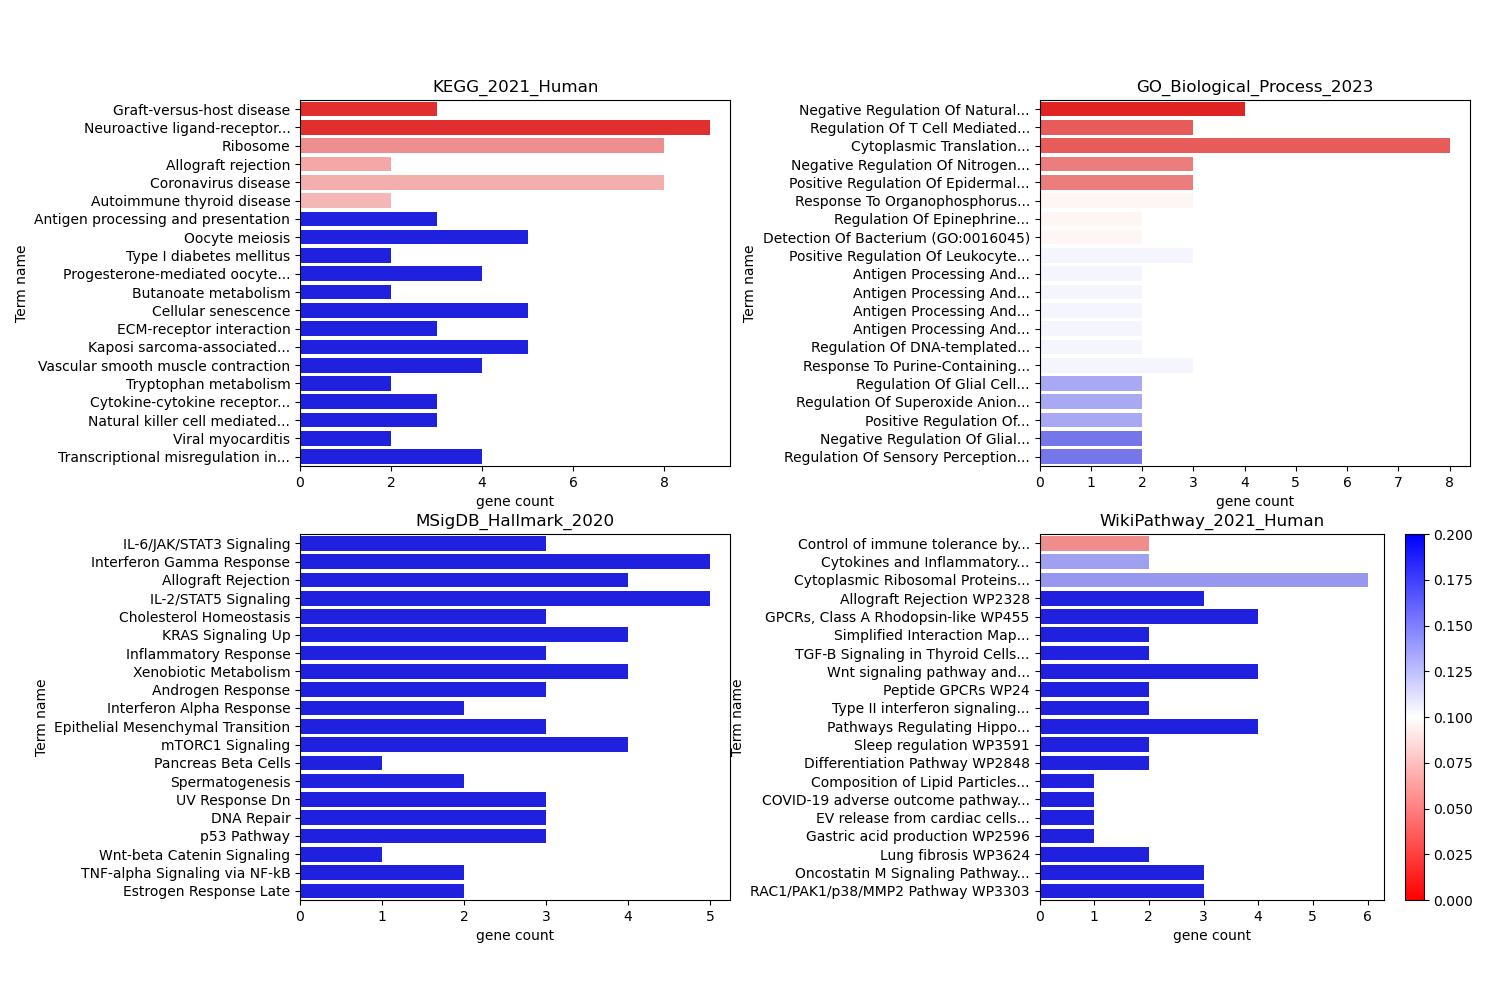 KEGG_2021_Human
Term name
Graft-versus-host disease
Neuroactive ligand-receptor...
Ribosome
Allograft rejection
Coronavirus disease
Autoimmune thyroid disease
Antigen processing and presentation
Oocyte meiosis
Type I diabetes mellitus
Progesterone-mediated oocyte...
Butanoate metabolism
Cellular senescence
ECM-receptor interaction
Kaposi sarcoma-associated...
Vascular smooth muscle contraction
Tryptophan metabolism
Cytokine-cytokine receptor...
Natural killer cell mediated...
Viral myocarditis
Transcriptional misregulation in...
0 2 4 6 8
gene count
GO_Biological_Process_2023
Term name
Negative Regulation Of Natural...
Regulation Of T Cell Mediated...
Cytoplasmic Translation...
Negative Regulation Of Nitrogen...
Positive Regulation Of Epidermal...
Response To Organophosphorus...
Regulation Of Epinephrine...
Detection Of Bacterium (GO:0016045)
Positive Regulation Of Leukocyte...
Antigen Processing And...
Antigen Processing And...
Antigen Processing And...
Antigen Processing And...
Regulation Of DNA-templated...
Response To Purine-Containing...
Regulation Of Glial Cell...
Regulation Of Superoxide Anion...
Positive Regulation Of...
Negative Regulation Of Glial...
Regulation Of Sensory Perception...
0 1 2 3 4 5 6 7 8
gene count
MSigDB_Hallmark_2020
Term name
IL-6/JAK/STAT3 Signaling
Interferon Gamma Response
Allograft Rejection
IL-2/STAT5 Signaling
Cholesterol Homeostasis
KRAS Signaling Up
Inflammatory Response
Xenobiotic Metabolism
Androgen Response
Interferon Alpha Response
Epithelial Mesenchymal Transition
mTORC1 Signaling
Pancreas Beta Cells
Spermatogenesis
UV Response Dn
DNA Repair
p53 Pathway
Wnt-beta Catenin Signaling
TNF-alpha Signaling via NF-kB
Estrogen Response Late
0 1 2 3 4 5
gene count
WikiPathway_2021_Human
Term name
Control of immune tolerance by...
Cytokines and Inflammatory...
Cytoplasmic Ribosomal Proteins...
Allograft Rejection WP2328
GPCRs, Class A Rhodopsin-like WP455
Simplified Interaction Map...
TGF-B Signaling in Thyroid Cells...
Wnt signaling pathway and...
Peptide GPCRs WP24
Type II interferon signaling...
Pathways Regulating Hippo...
Sleep regulation WP3591
Differentiation Pathway WP2848
Composition of Lipid Particles...
COVID-19 adverse outcome pathway...
EV release from cardiac cells...
Gastric acid production WP2596
Lung fibrosis WP3624
Oncostatin M Signaling Pathway...
RAC1/PAK1/p38/MMP2 Pathway WP3303
0 1 2 3 4 5 6
gene count
0.200
0.175
0.150
0.125
0.100
0.075
0.050
0.025
0.000